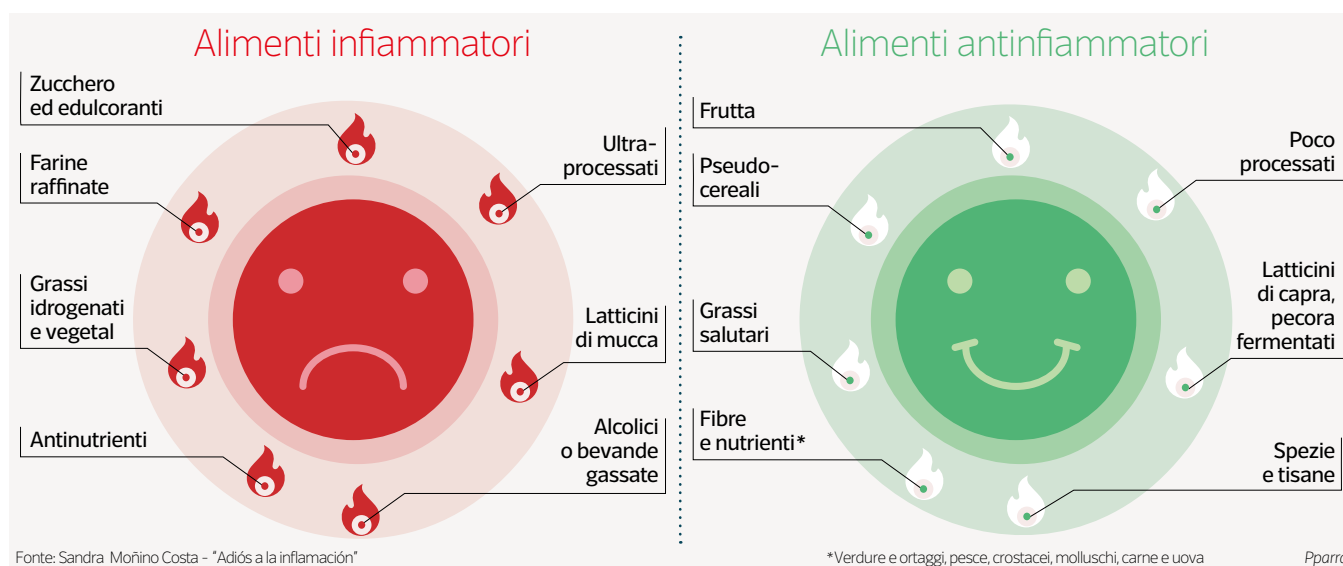 Alimenti infiammatori
Zucchero
ed edulcoranti
Farine
raffinate
Grassi
idrogenati
e vegetal
Antinutrienti
Ultra-
processati
Latticini
di mucca
Alcolici
o bevande
gassate
Fonte: Sandra Moñino Costa - "Adiós a la inflamación"
Alimenti antinfiammatori
Frutta
Pseudo-
cereali
Grassi
salutari
Fibre
e nutrienti*
Poco
processati
Latticini
di capra,
pecora
fermentati
Spezie
e tisane
*Verdure e ortaggi, pesce, crostacei, molluschi, carne e uova
Pparra